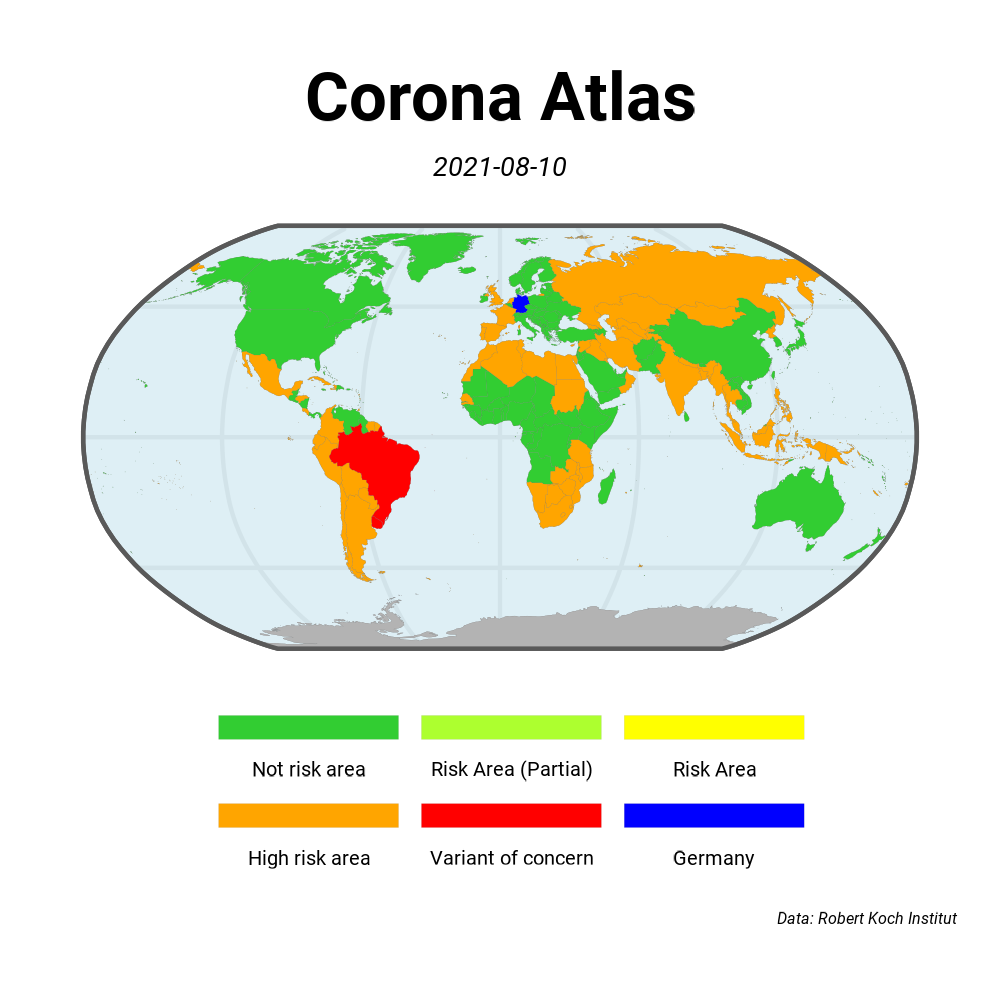 Corona Atlas
2021-08-10
Not risk area
Risk Area (Partial)
Risk Area
High risk area
Variant of concern
Germany
Data: Robert Koch Institut